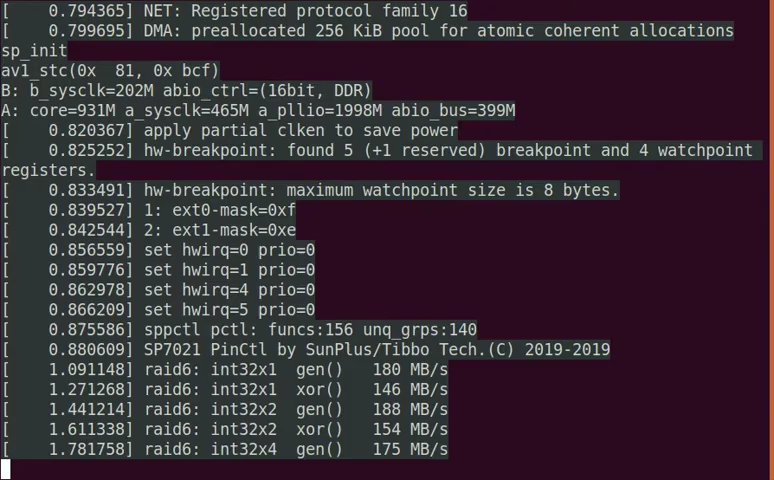 [    0.794365] NET: Registered protocol family 16
[    0.799695] DMA: preallocated 256 KiB pool for atomic coherent allocations
sp_init
av1_stc(0x  81, 0x bcf)
B: b_sysclk=202M abio_ctrl=(16bit, DDR)
A: core=931M a_sysclk=465M a_pllio=1998M abio_bus=399M
[    0.820367] apply partial clken to save power
[    0.825252] hw-breakpoint: found 5 (+1 reserved) breakpoint and 4 watchpoint
registers.
[    0.833491] hw-breakpoint: maximum watchpoint size is 8 bytes.
[    0.839527] 1: ext0-mask=0xf
[    0.842544] 2: ext1-mask=0xe
[    0.856559] set hwirq=0 prio=0
[    0.859776] set hwirq=1 prio=0
[    0.862978] set hwirq=4 prio=0
[    0.866209] set hwirq=5 prio=0
[    0.875586] sppctl pctl: funcs:156 unq_grps:140
[    0.880609] SP7021 PinCtl by SunPlus/Tibbo Tech.(C) 2019-2019
[    1.091148] raid6: int32x1  gen()   180 MB/s
[    1.271268] raid6: int32x1  xor()   146 MB/s
[    1.441214] raid6: int32x2  gen()   188 MB/s
[    1.611338] raid6: int32x2  xor()   154 MB/s
[    1.781758] raid6: int32x4  gen()   175 MB/s